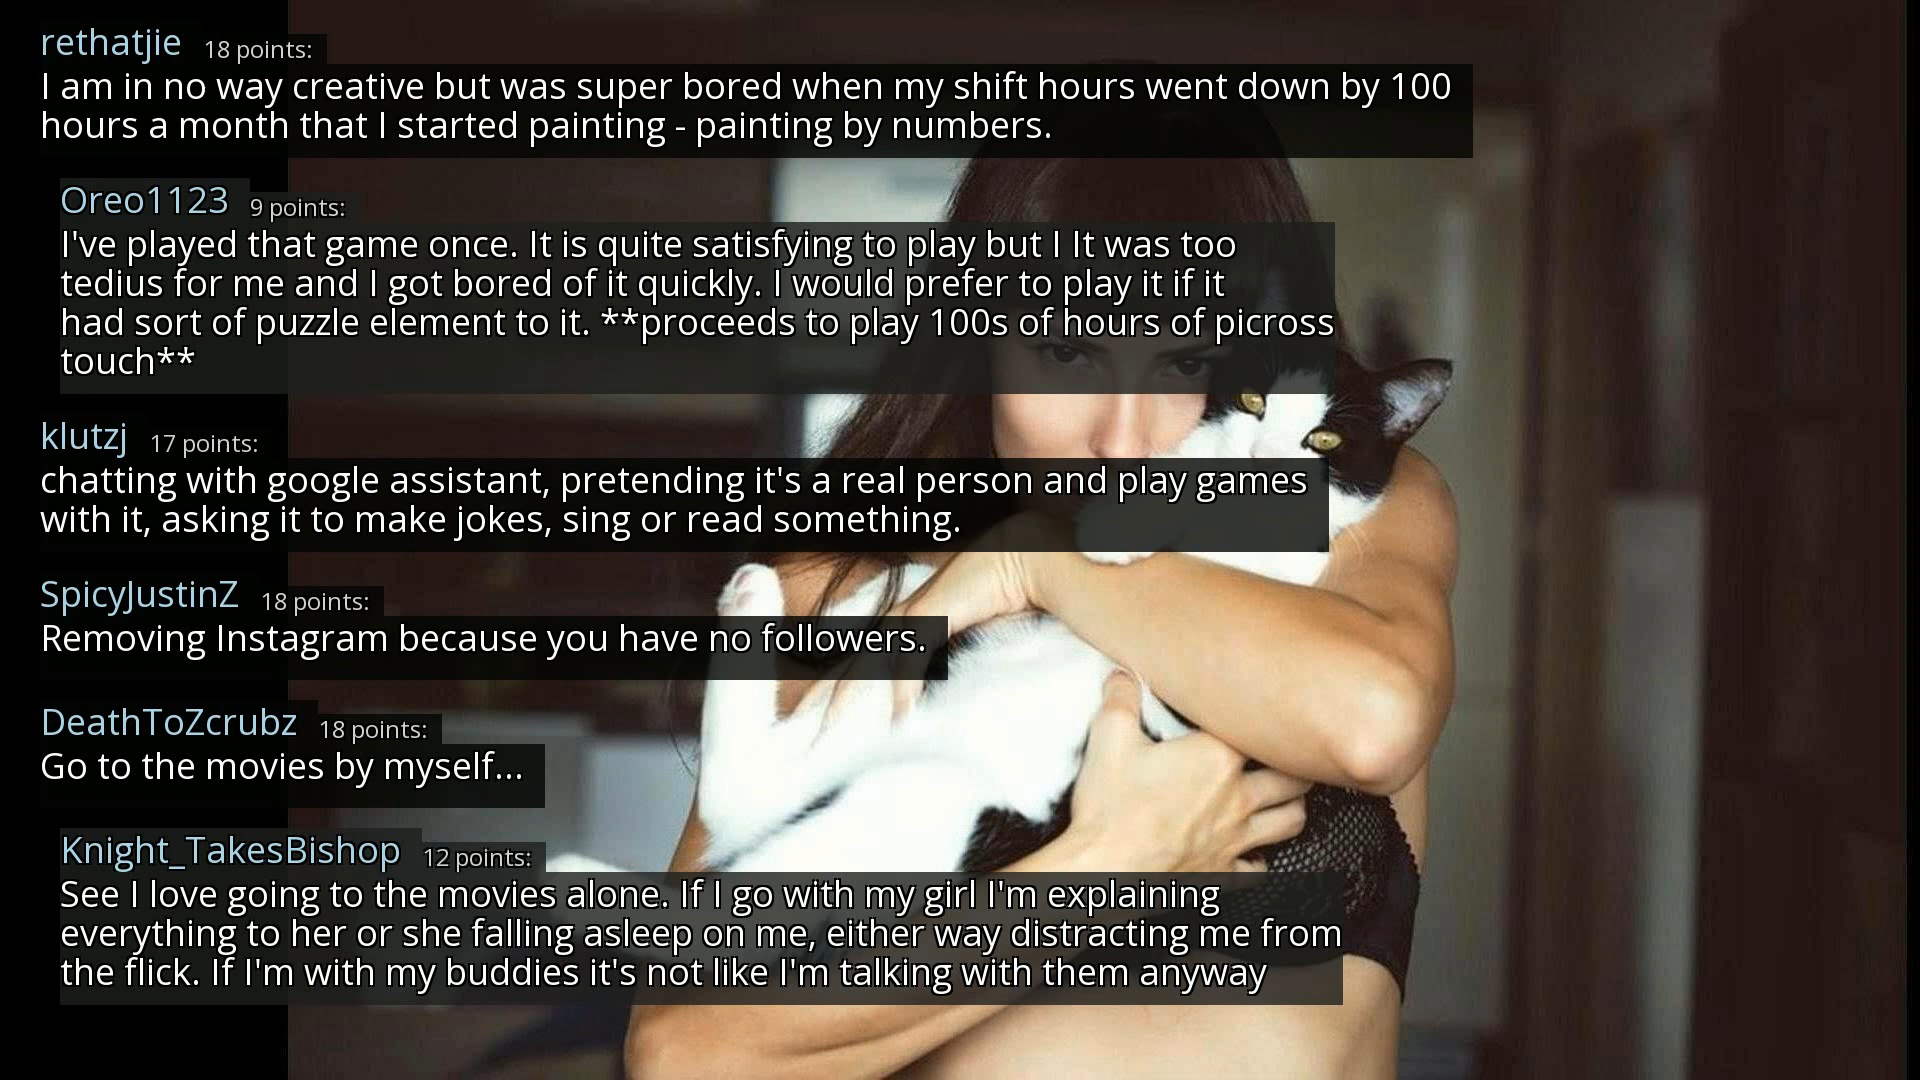 rethatjie 18 points:
I am in no way creative but was super bored when my shift hours went down by 100
hours a month that I started painting - painting by numbers.
Oreo1123 9 points:
I've played that game once. It is quite satisfying to play but I It was too
tedius for me and I got bored of it quickly. I would prefer to play it if it
had sort of puzzle element to it. **proceeds to play 100s of hours of picross
touch**
klutzj 17 points:
chatting with google assistant, pretending it's a real person and play games
with it, asking it to make jokes, sing or read something.
SpicyJustinZ 18 points:
Removing Instagram because you have no followers.
DeathToZcrubz 18 points:
Go to the movies by myself...
Knight_TakesBishop 12 points:
See I love going to the movies alone. If I go with my girl I'm explaining
everything to her or she falling asleep on me, either way distracting me from
the flick. If I'm with my buddies it's not like I'm talking with them anyway